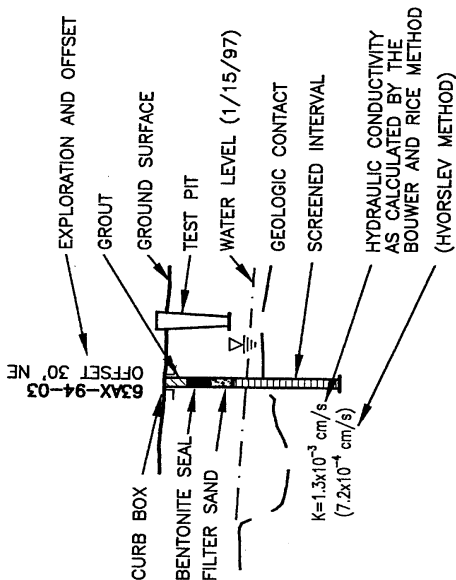 63AX-94-03
OFFSET 30' NE
EXPLORATION AND OFFSET
GROUT
GROUND SURFACE
TEST PIT
WATER LEVEL (1/15/97)
GEOLOGIC CONTACT
SCREENED INTERVAL
HYDRAULIC CONDUCTIVITY
AS CALCULATED BY THE
BOUWER AND RICE METHOD
(HVORSLEV METHOD)
CURB BOX
BENTONITE SEAL
FILTER SAND
K=1.3x10⁻³ cm/s
(7.2x10⁻⁴ cm/s)